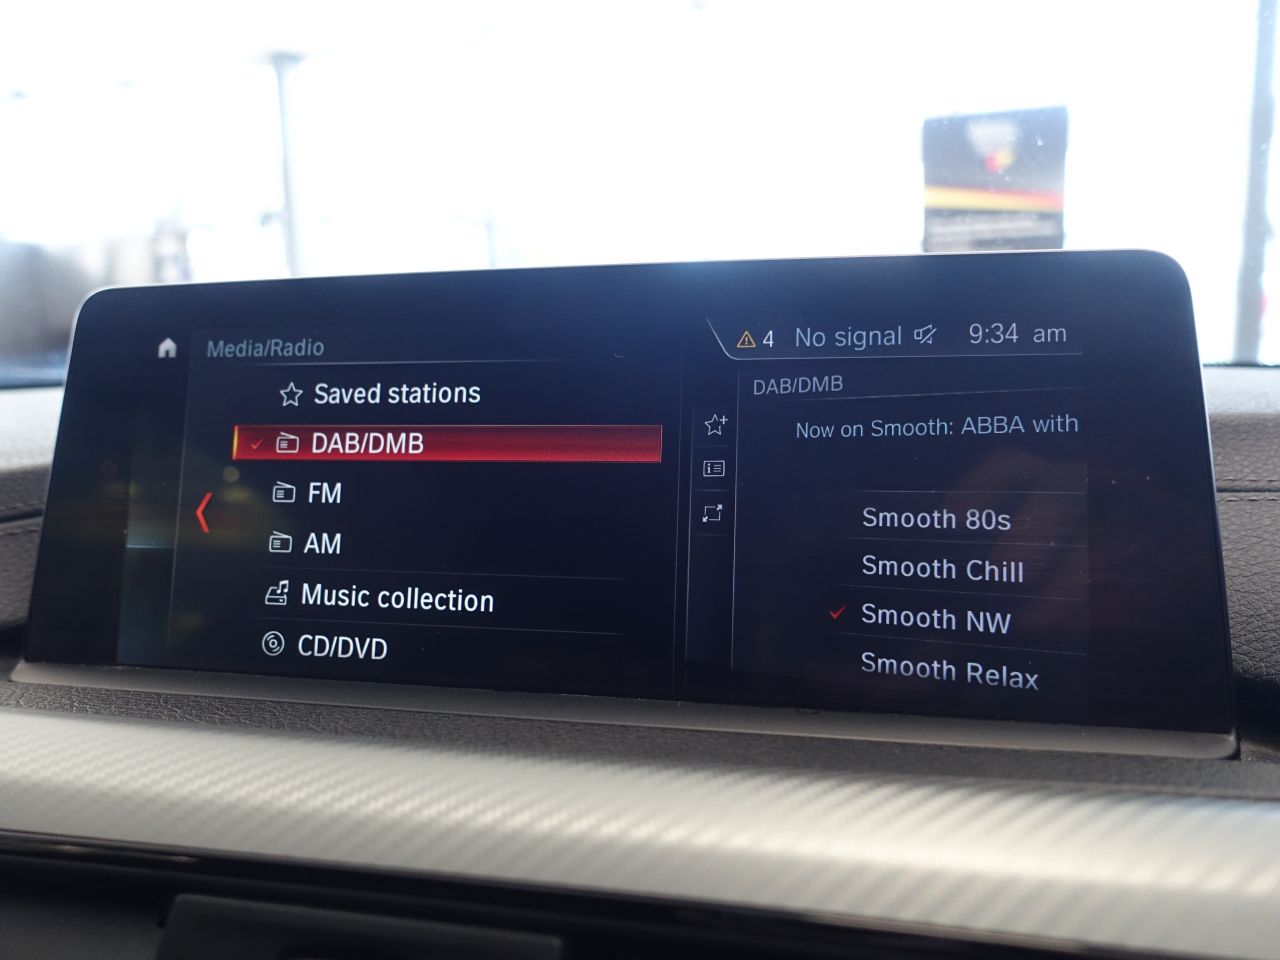 Media/Radio
Saved stations
DAB/DMB
FM
AM
Music collection
CD/DVD
4 No signal 9:34 am
DAB/DMB
Now on Smooth: ABBA with
Smooth 80s
Smooth Chill
Smooth NW
Smooth Relax